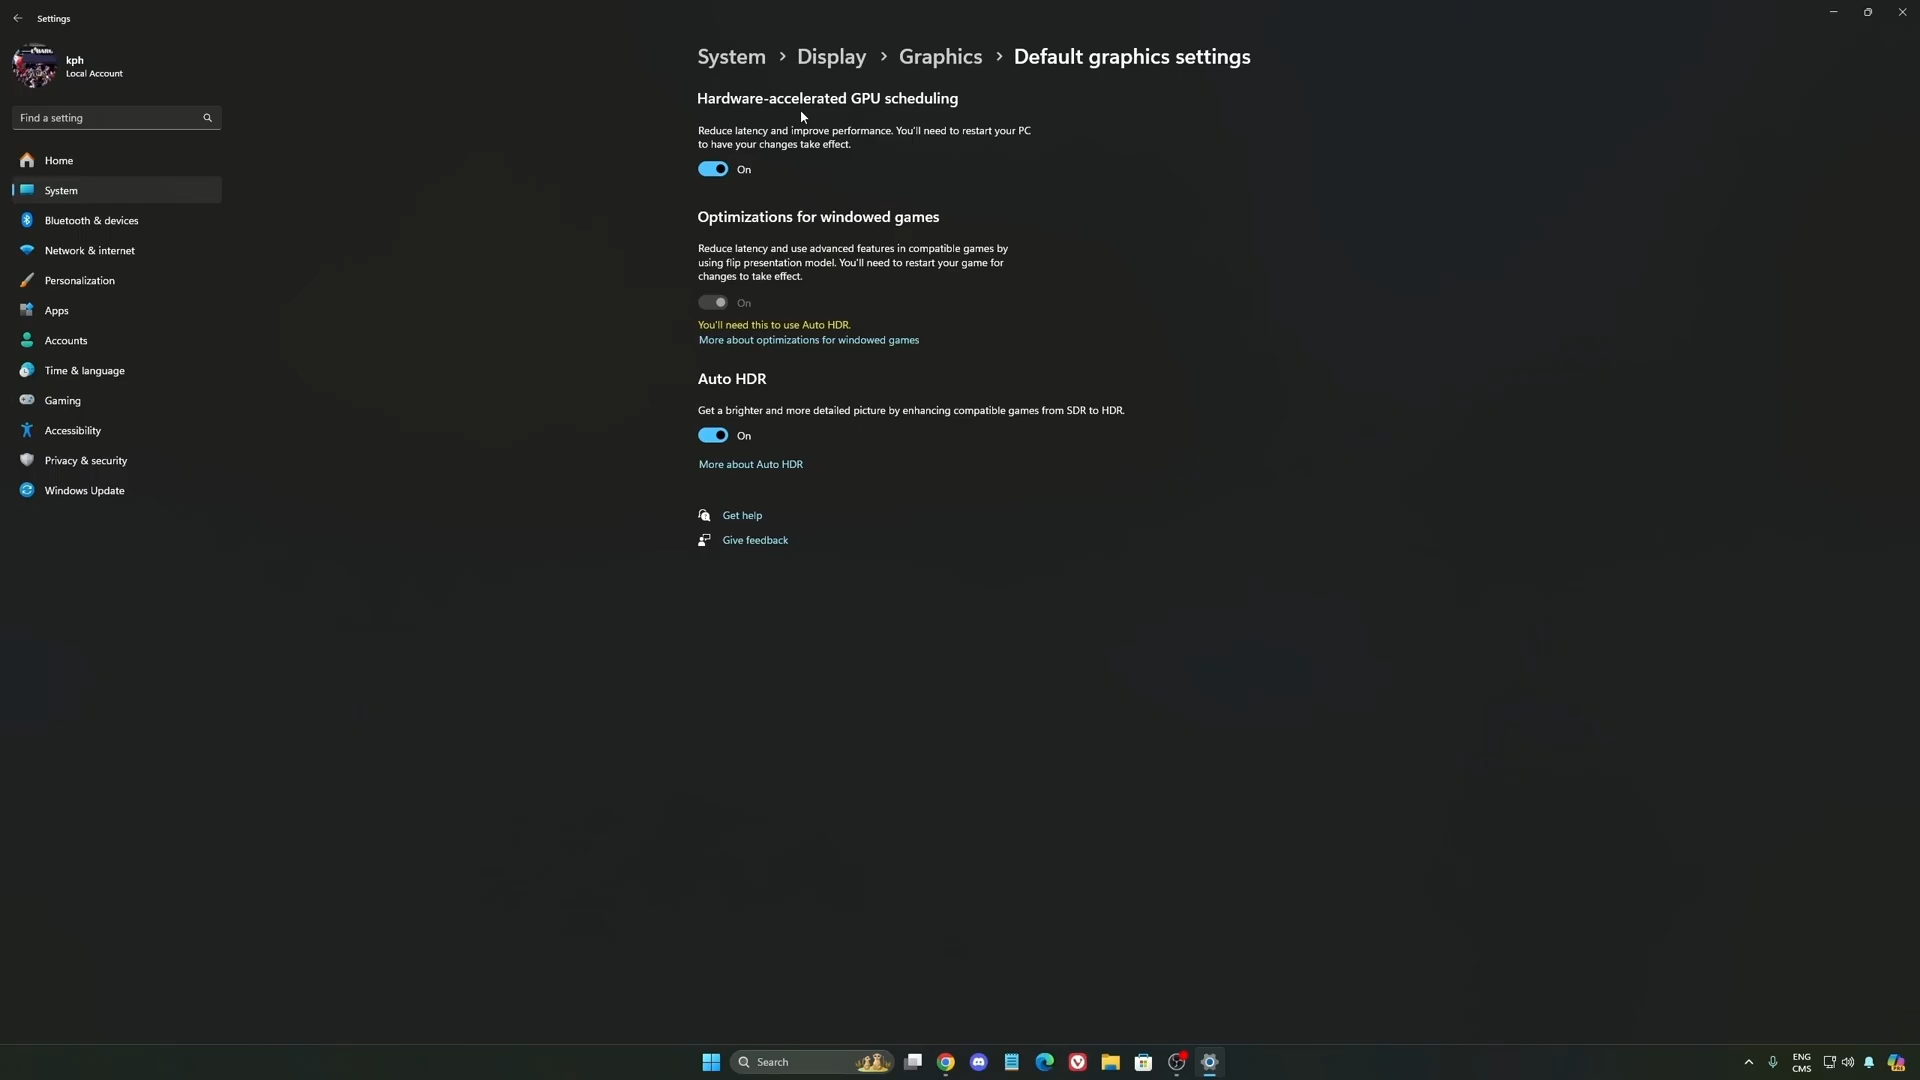 Settings
kph
Local Account
Find a setting
Home
System
Bluetooth & devices
Network & internet
Personalization
Apps
Accounts
Time & language
Gaming
Accessibility
Privacy & security
Windows Update
System > Display > Graphics > Default graphics settings
Hardware-accelerated GPU scheduling
Reduce latency and improve performance. You'll need to restart your PC
to have your changes take effect.
On
Optimizations for windowed games
Reduce latency and use advanced features in compatible games by
using flip presentation model. You'll need to restart your game for
changes to take effect.
On
You'll need this to use Auto HDR.
More about optimizations for windowed games
Auto HDR
Get a brighter and more detailed picture by enhancing compatible games from SDR to HDR.
On
More about Auto HDR
Get help
Give feedback
Search
ENG
CMS